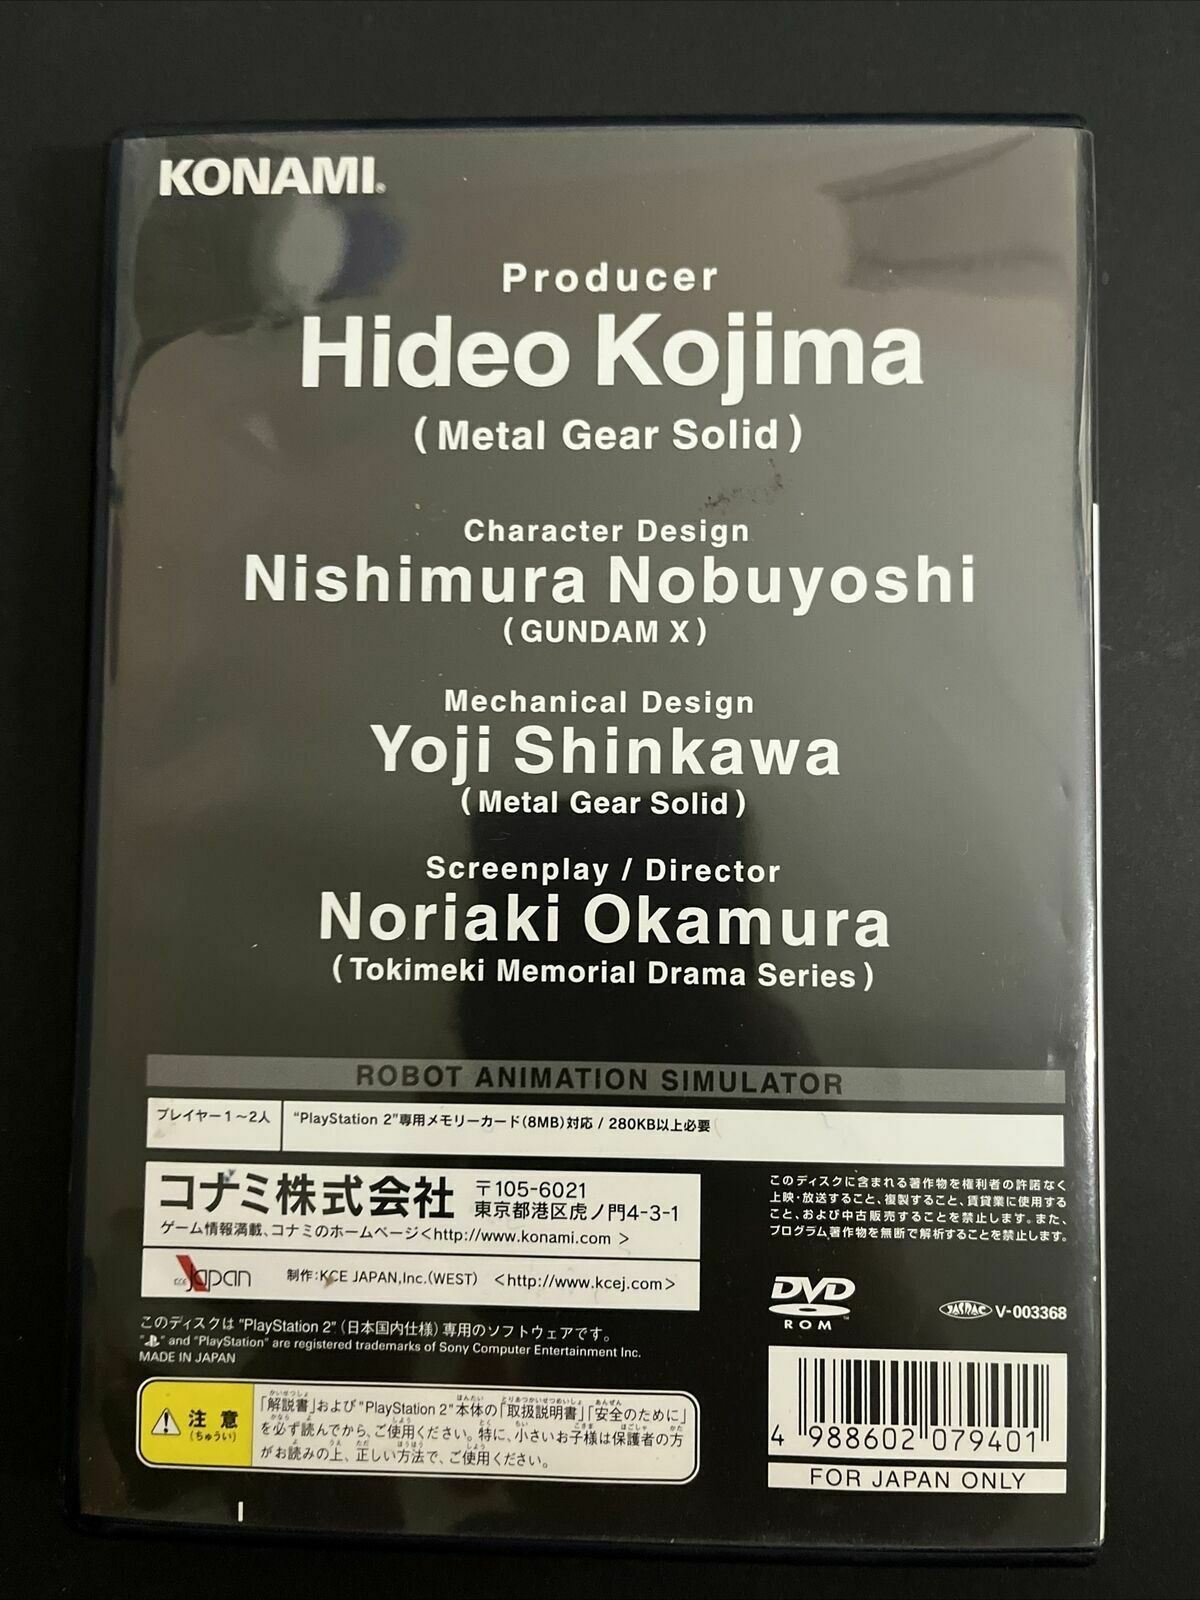 KONAMI®
Producer
Hideo Kojima
(Metal Gear Solid)
Character Design
Nishimura Nobuyoshi
(GUNDAM X)
Mechanical Design
Yoji Shinkawa
(Metal Gear Solid)
Screenplay / Director
Noriaki Okamura
(Tokimeki Memorial Drama Series)
ROBOT ANIMATION SIMULATOR
プレイヤー1〜2人
"PlayStation 2"専用メモリーカード(8MB)対応 / 280KB以上必要
コナミ株式会社
〒105-6021
東京都港区虎ノ門4-3-1
ゲーム情報満載、コナミのホームページ<http://www.konami.com >
KCE Japan
制作:KCE JAPAN,Inc.(WEST) <http://www.kcej.com>
このディスクに含まれる著作物を権利者の許諾なく
上映・放送すること、複製すること、賃貸業に使用する
こと、および中古販売することを禁止します。また、
プログラム著作物を無断で解析することを禁止します。
DVD
ROM
JASRAC V-003368
このディスクは "PlayStation 2" (日本国内仕様) 専用のソフトウェアです。
" " and "PlayStation" are registered trademarks of Sony Computer Entertainment Inc.
MADE IN JAPAN
注意
(ちゅうい)
「解説書」および"PlayStation 2"本体の「取扱説明書」「安全のために」
を必ず読んでから、ご使用ください。特に、小さいお子様は保護者の方
がお読みの上、正しい方法で、ご使用ください。
4 988602 079401
FOR JAPAN ONLY